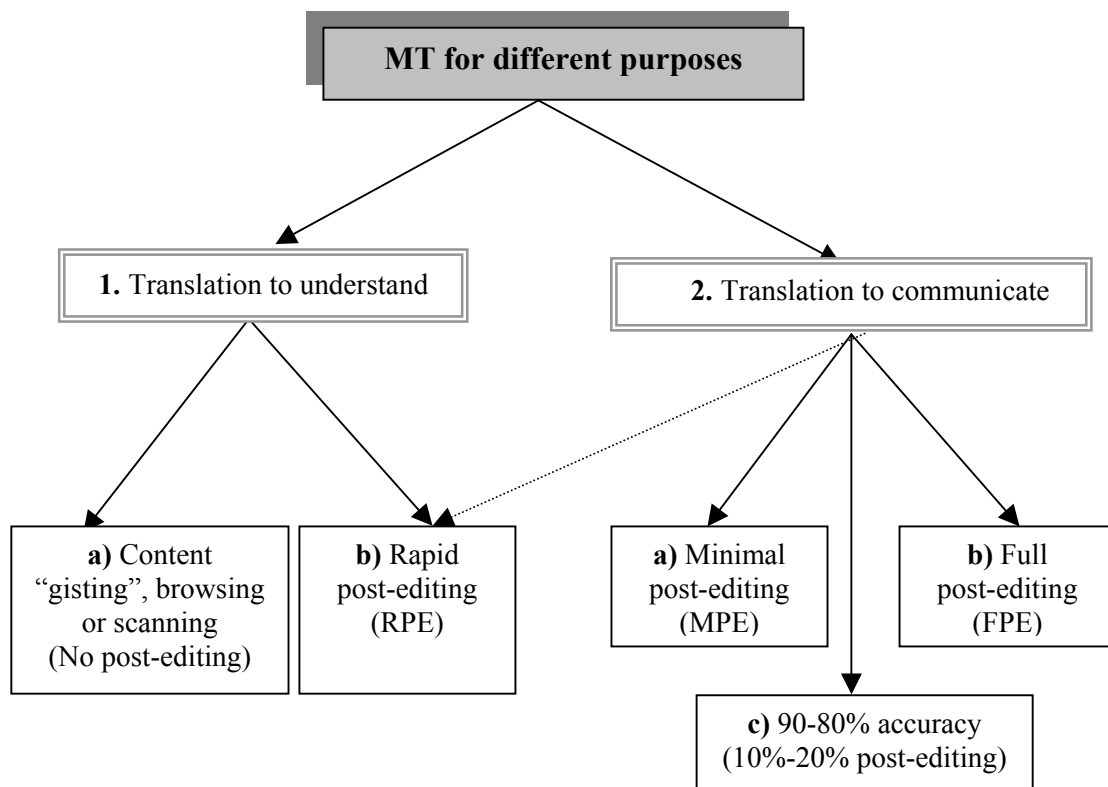 MT for different purposes
1. Translation to understand
2. Translation to communicate
a) Content
“gisting”, browsing
or scanning
(No post-editing)
b) Rapid
post-editing
(RPE)
a) Minimal
post-editing
(MPE)
b) Full
post-editing
(FPE)
c) 90-80% accuracy
(10%-20% post-editing)